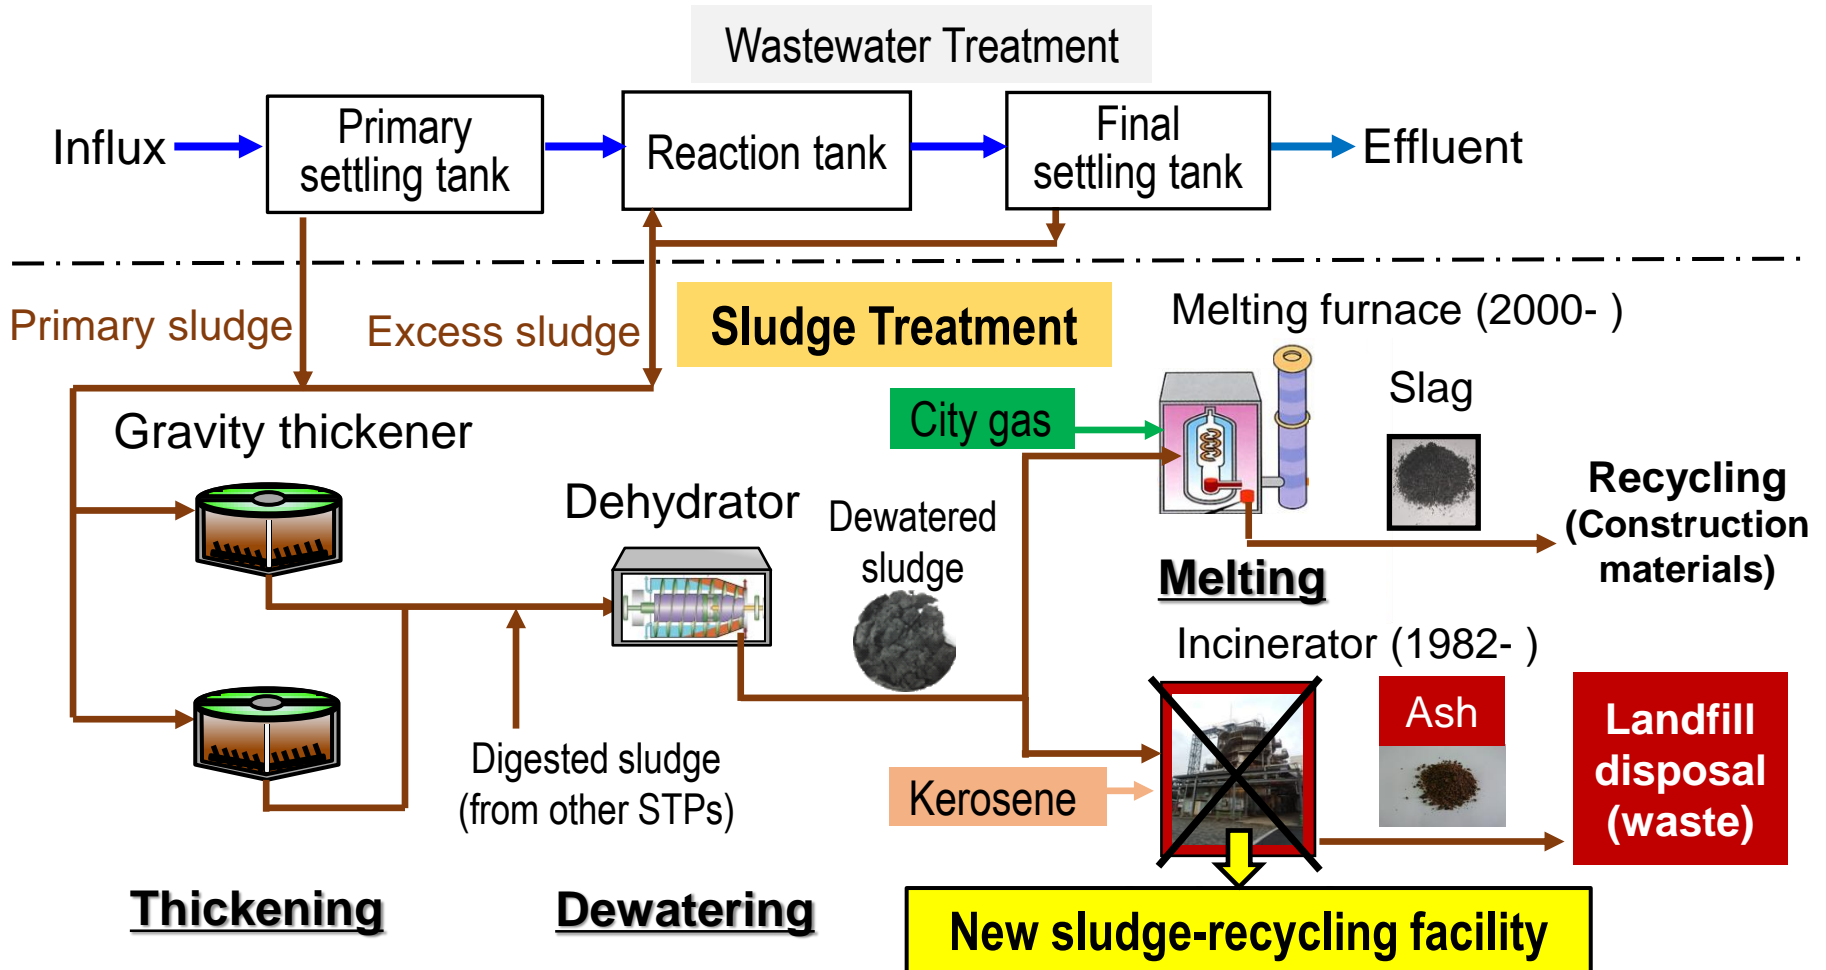 Wastewater Treatment
Influx
Primary
settling tank
Reaction tank
Final
settling tank
Effluent
Primary sludge
Excess sludge
Sludge Treatment
Melting furnace (2000- )
City gas
Slag
Gravity thickener
Dehydrator
Dewatered
sludge
Recycling
(Construction
materials)
Melting
Incinerator (1982- )
Ash
Landfill
disposal
(waste)
Digested sludge
(from other STPs)
Kerosene
Thickening
Dewatering
New sludge-recycling facility